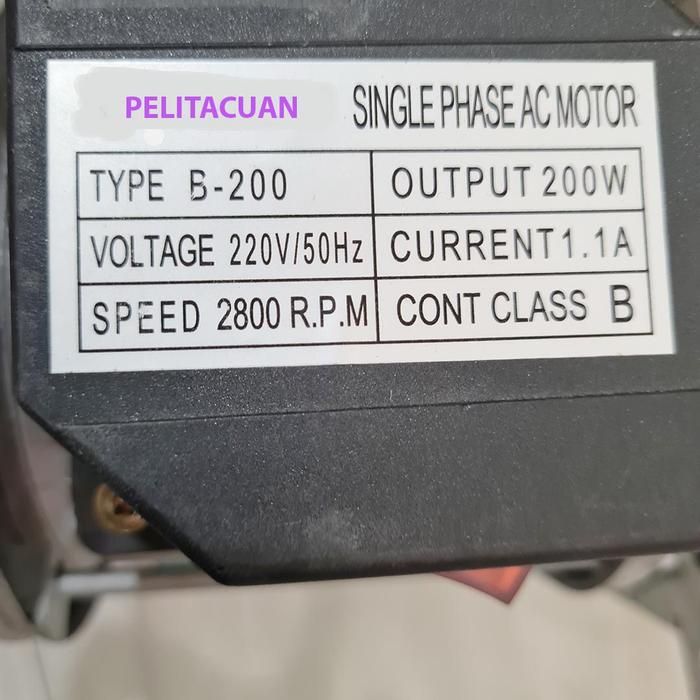 PELITACUAN SINGLE PHASE AC MOTOR
TYPE B-200 OUTPUT 200W
VOLTAGE 220V/50Hz CURRENT 1.1A
SPEED 2800 R.P.M CONT CLASS B